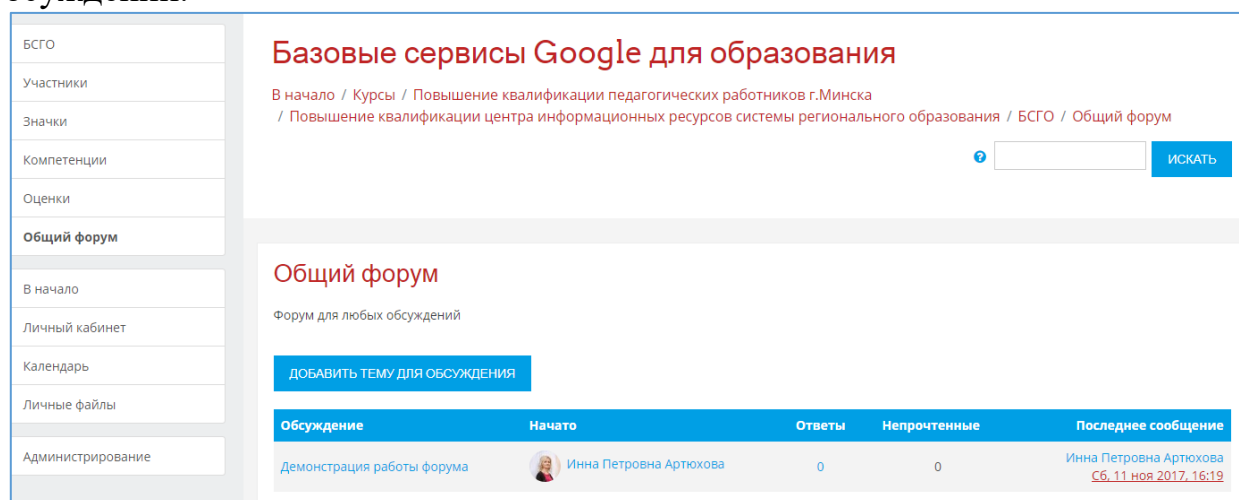 БСГО
Участники
Значки
Компетенции
Оценки
Общий форум
В начало
Личный кабинет
Календарь
Личные файлы
Администрирование
Базовые сервисы Google для образования
В начало / Курсы / Повышение квалификации педагогических работников г.Минска
/ Повышение квалификации центра информационных ресурсов системы регионального образования / БСГО / Общий форум
ИСКАТЬ
Общий форум
Форум для любых обсуждений
ДОБАВИТЬ ТЕМУ ДЛЯ ОБСУЖДЕНИЯ
Обсуждение Начато Ответы Непрочтенные Последнее сообщение
Демонстрация работы форума Инна Петровна Артюхова 0 0 Инна Петровна Артюхова
Сб, 11 ноя 2017, 16:19